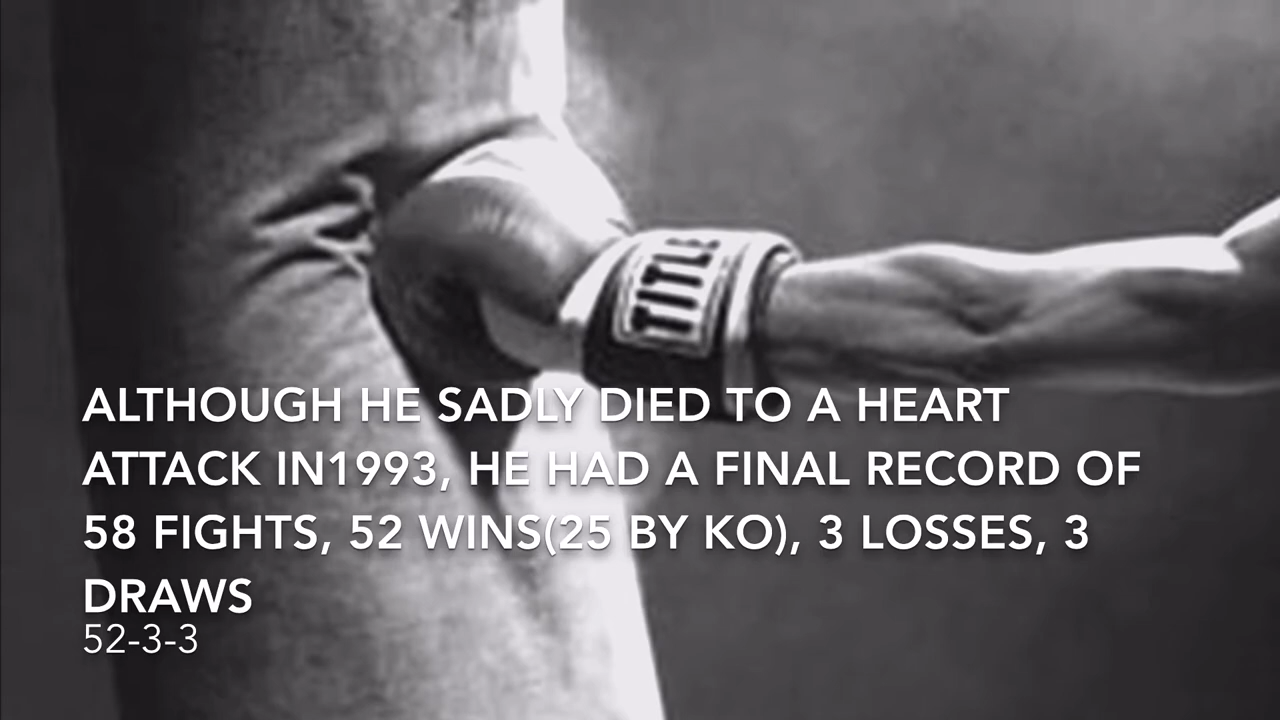 TITLE
ALTHOUGH HE SADLY DIED TO A HEART
ATTACK IN1993, HE HAD A FINAL RECORD OF
58 FIGHTS, 52 WINS(25 BY KO), 3 LOSSES, 3
DRAWS
52-3-3